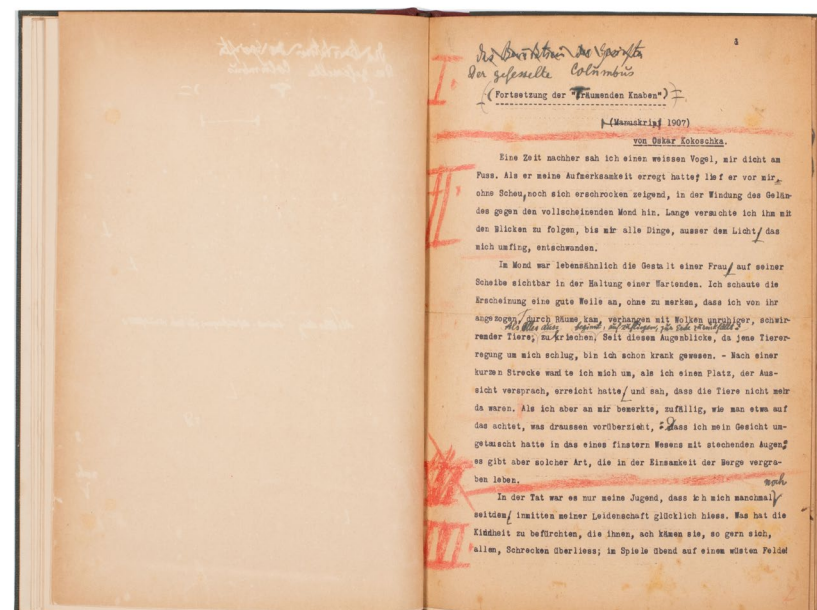 1
Der gefesselte Columbus
(Fortsetzung der "Träumenden Knaben")
(Manuskript 1907)
von Oskar Kokoschka.
I.
Eine Zeit nachher sah ich einen weissen Vogel, mir dicht am
Fuss. Als er meine Aufmerksamkeit erregt hatte, lief er vor mir,
ohne Scheu, noch sich erschrocken zeigend, in der Windung des Gelän-
II.
des gegen den vollscheinenden Mond hin. Lange versuchte ich ihm mit
den Blicken zu folgen, bis mir alle Dinge, ausser dem Licht, das
mich umfing, entschwanden.
Im Mond war lebensähnlich die Gestalt einer Frau, auf seiner
Scheibe sichtbar in der Haltung einer Wartenden. Ich schaute die
Erscheinung eine gute Weile an, ohne zu merken, dass ich von ihr
angezogen, durch Räume kam, verhangen mit Wolken unruhiger, schwir-
Als alles dies beginnt,
render Tiere, zu kriechen. Seit diesem Augenblicke, da jene Tierer-
regung um mich schlug, bin ich schon krank gewesen. - Nach einer
kurzen Strecke wandte ich mich um, als ich einen Platz, der Aus-
sicht versprach, erreicht hatte, und sah, dass die Tiere nicht mehr
da waren. Als ich aber an mir bemerkte, zufällig, wie man etwa auf
das achtet, was draussen vorüberzieht, : Dass ich mein Gesicht um-
getauscht hatte in das eines finstern Wesens mit stechenden Augen;
es gibt aber solcher Art, die in der Einsamkeit der Berge vergra-
ben leben.
noch
In der Tat war es nur meine Jugend, dass ich mich manchmal
seitdem, inmitten meiner Leidenschaft glücklich hiess. Was hat die
Kindheit zu befürchten, die ihnen, ach kämen sie, so gern sich,
III.
allen, Schrecken überliess; im Spiele übend auf einem wüsten Felde!